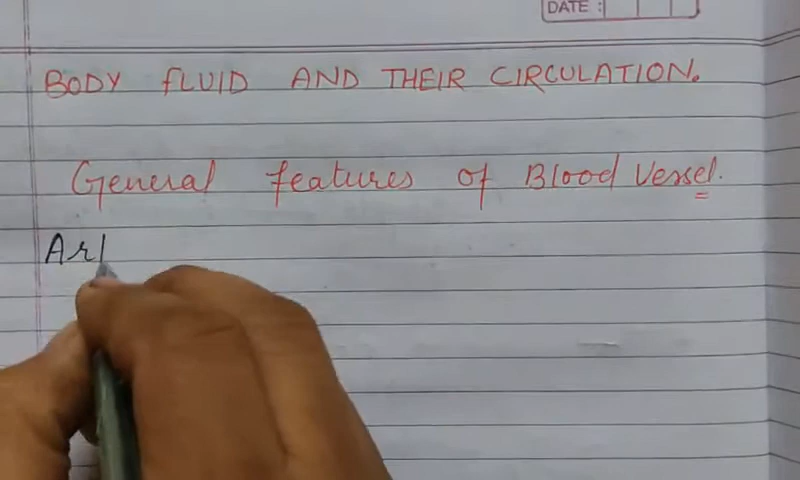 DATE :
BODY FLUID AND THEIR CIRCULATION.
General features of Blood Vessel.
Ar